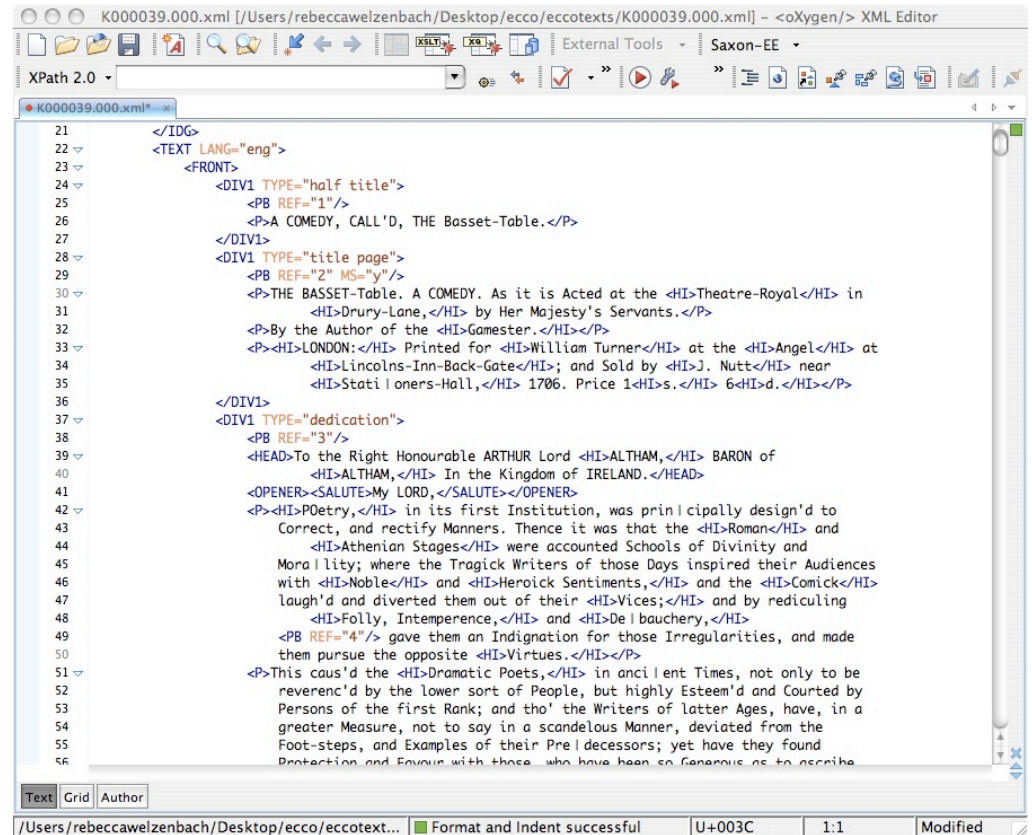 K000039.000.xml [/Users/rebeccawelzenbach/Desktop/ecco/eccotexts/K000039.000.xml] – <oXygen/> XML Editor
XSLT XQ External Tools Saxon-EE
XPath 2.0
K000039.000.xml*
21 </IDG>
22 <TEXT LANG="eng">
23 <FRONT>
24 <DIV1 TYPE="half title">
25 <PB REF="1"/>
26 <P>A COMEDY, CALL'D, THE Basset-Table.</P>
27 </DIV1>
28 <DIV1 TYPE="title page">
29 <PB REF="2" MS="y"/>
30 <P>THE BASSET-Table. A COMEDY. As it is Acted at the <HI>Theatre-Royal</HI> in
31 <HI>Drury-Lane,</HI> by Her Majesty's Servants.</P>
32 <P>By the Author of the <HI>Gamester.</HI></P>
33 <P><HI>LONDON:</HI> Printed for <HI>William Turner</HI> at the <HI>Angel</HI> at
34 <HI>Lincolns-Inn-Back-Gate</HI>; and Sold by <HI>J. Nutt</HI> near
35 <HI>Stati|oners-Hall,</HI> 1706. Price 1<HI>s.</HI> 6<HI>d.</HI></P>
36 </DIV1>
37 <DIV1 TYPE="dedication">
38 <PB REF="3"/>
39 <HEAD>To the Right Honourable ARTHUR Lord <HI>ALTHAM,</HI> BARON of
40 <HI>ALTHAM,</HI> In the Kingdom of IRELAND.</HEAD>
41 <OPENER><SALUTE>My LORD,</SALUTE></OPENER>
42 <P><HI>POetry,</HI> in its first Institution, was prin|cipally design'd to
43 Correct, and rectify Manners. Thence it was that the <HI>Roman</HI> and
44 <HI>Athenian Stages</HI> were accounted Schools of Divinity and
45 Mora|lity; where the Tragick Writers of those Days inspired their Audiences
46 with <HI>Noble</HI> and <HI>Heroick Sentiments,</HI> and the <HI>Comick</HI>
47 laugh'd and diverted them out of their <HI>Vices;</HI> and by rediculing
48 <HI>Folly, Intemperence,</HI> and <HI>De|bauchery,</HI>
49 <PB REF="4"/> gave them an Indignation for those Irregularities, and made
50 them pursue the opposite <HI>Virtues.</HI></P>
51 <P>This caus'd the <HI>Dramatic Poets,</HI> in anci|ent Times, not only to be
52 reverenc'd by the lower sort of People, but highly Esteem'd and Courted by
53 Persons of the first Rank; and tho' the Writers of latter Ages, have, in a
54 greater Measure, not to say in a scandelous Manner, deviated from the
55 Foot-steps, and Examples of their Pre|decessors; yet have they found
56 Protection and Favour with those, who have been so Generous as to ascribe
Text Grid Author
/Users/rebeccawelzenbach/Desktop/ecco/eccotext... Format and Indent successful U+003C 1:1 Modified